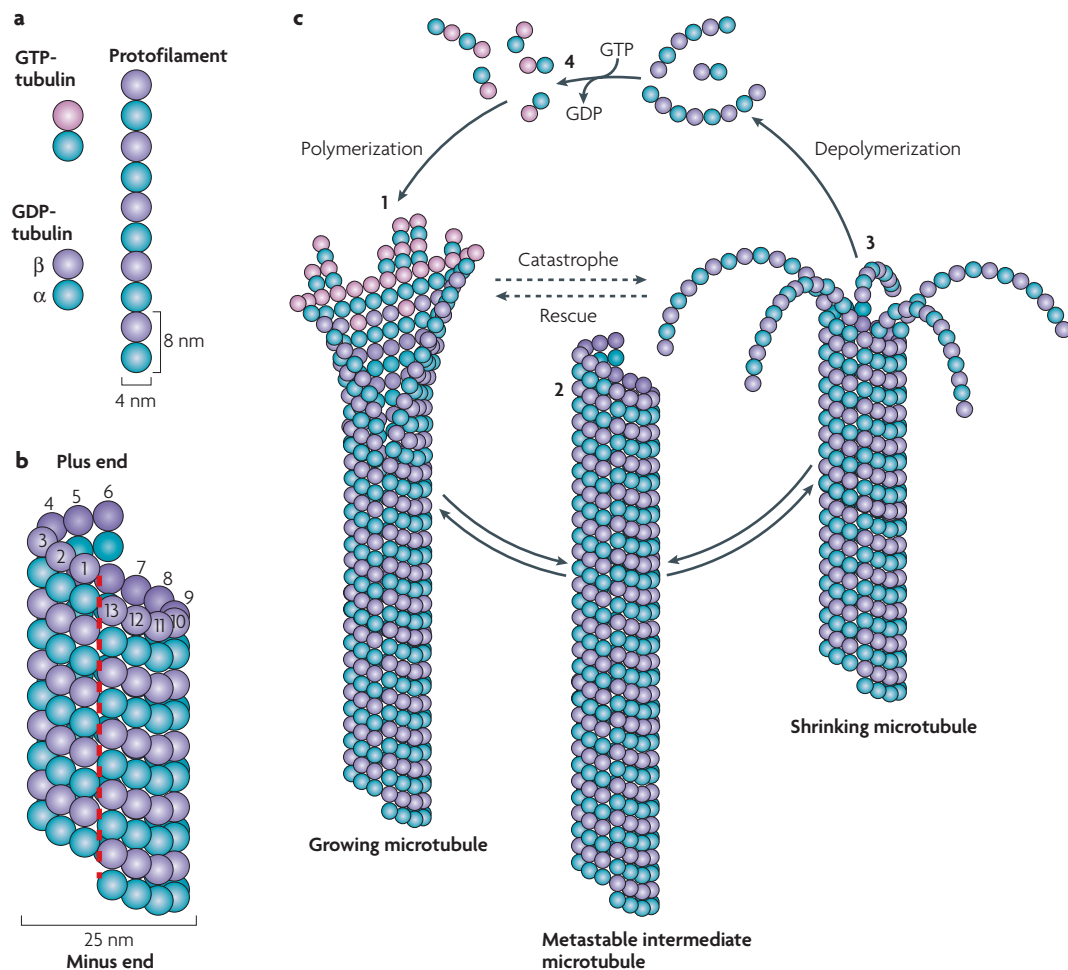 a
GTP-
tubulin
Protofilament
GDP-
tubulin
β
α
8 nm
4 nm
b
Plus end
4
5
6
3
2
1
7
8
9
13
12
11
10
25 nm
Minus end
c
4
GTP
GDP
Polymerization
Depolymerization
1
3
Catastrophe
Rescue
2
Growing microtubule
Shrinking microtubule
Metastable intermediate
microtubule